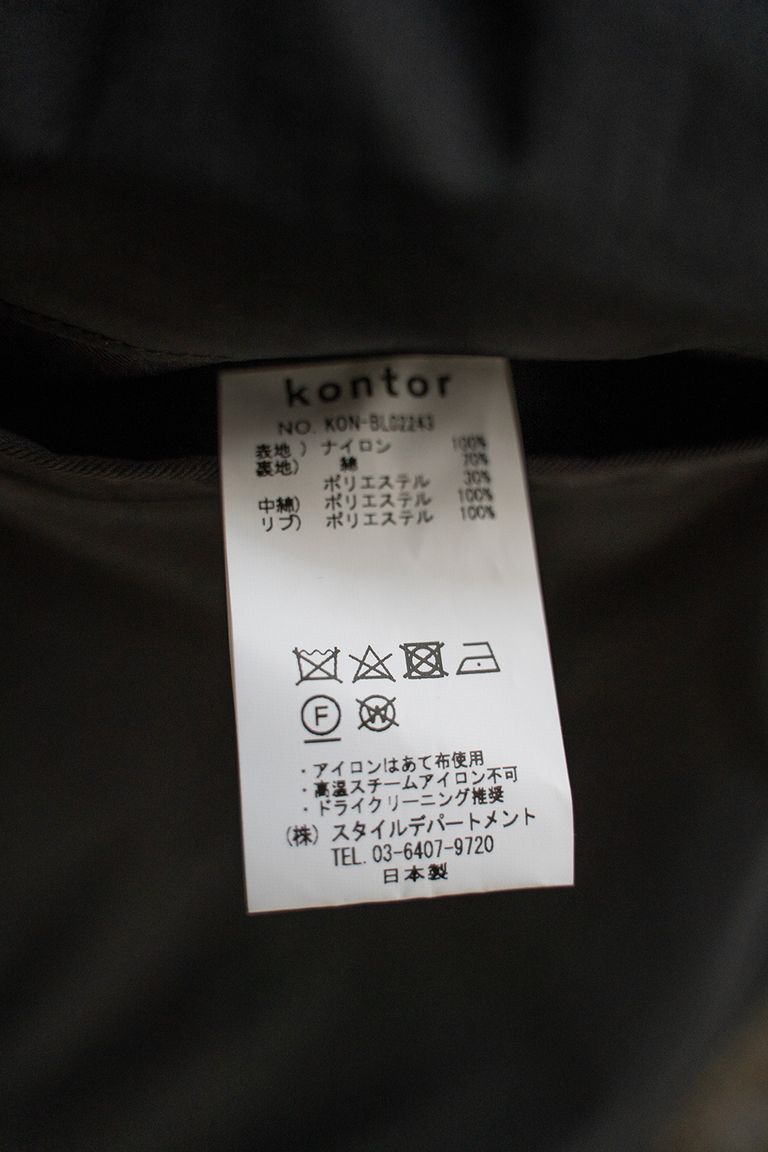 kontor
NO. KON-BL02243
表地) ナイロン 100%
裏地) 綿 70%
ポリエステル 30%
中綿) ポリエステル 100%
リブ) ポリエステル 100%
F
W
・アイロンはあて布使用
・高温スチームアイロン不可
・ドライクリーニング推奨
(株) スタイルデパートメント
TEL. 03-6407-9720
日本製